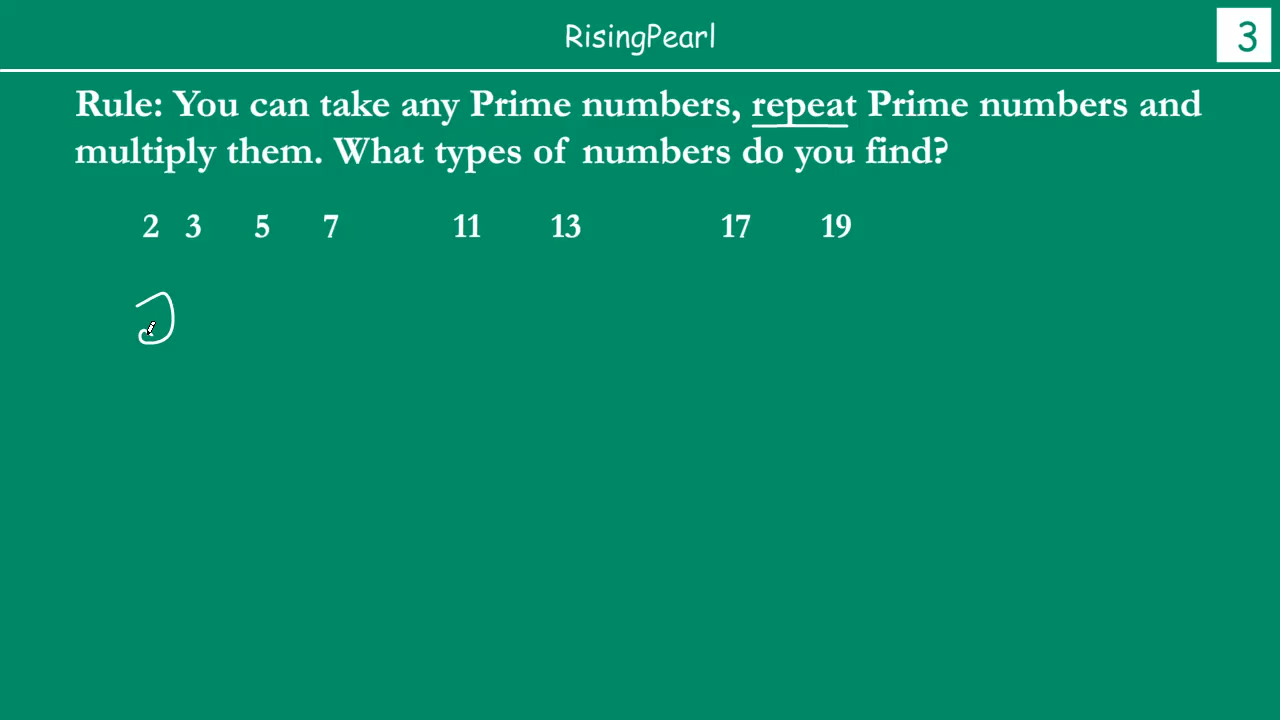 RisingPearl
3
Rule: You can take any Prime numbers, repeat Prime numbers and
multiply them. What types of numbers do you find?
2 3 5 7 11 13 17 19